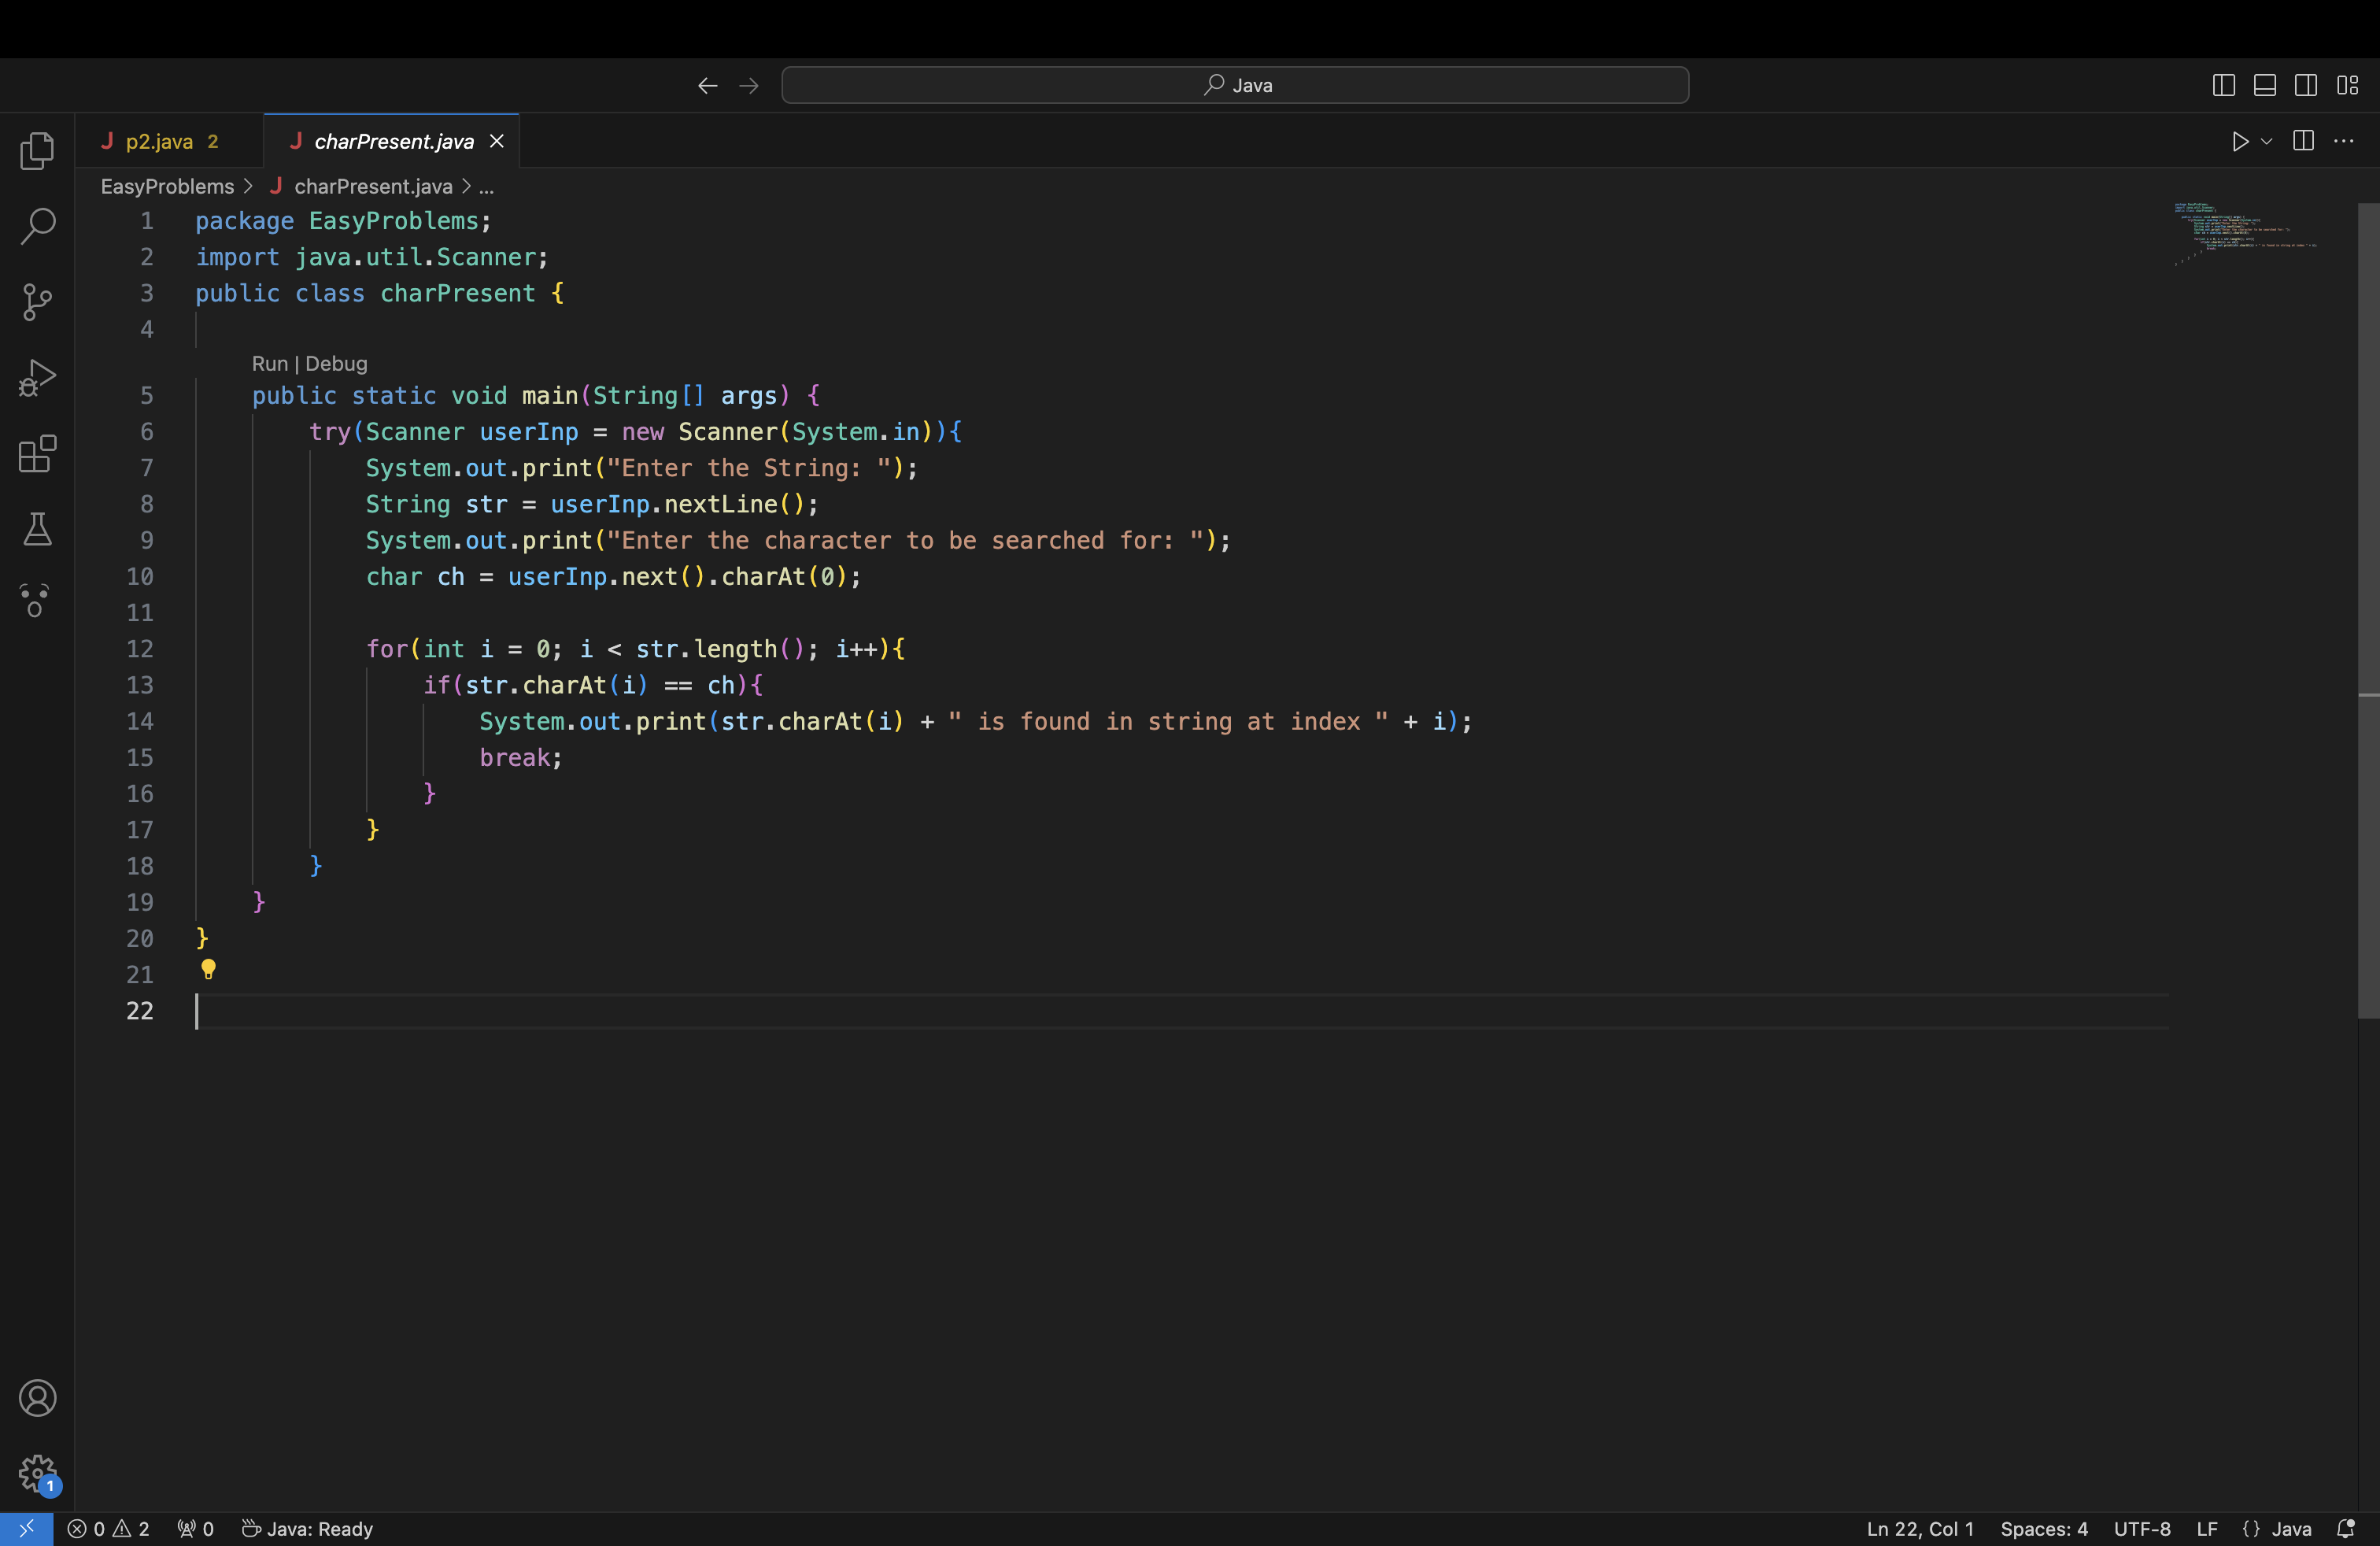 Java
J p2.java 2
J charPresent.java
EasyProblems > J charPresent.java > ...
1 package EasyProblems;
2 import java.util.Scanner;
3 public class charPresent {
4
Run | Debug
5 public static void main(String[] args) {
6 try(Scanner userInp = new Scanner(System.in)){
7 System.out.print("Enter the String: ");
8 String str = userInp.nextLine();
9 System.out.print("Enter the character to be searched for: ");
10 char ch = userInp.next().charAt(0);
11
12 for(int i = 0; i < str.length(); i++){
13 if(str.charAt(i) == ch){
14 System.out.print(str.charAt(i) + " is found in string at index " + i);
15 break;
16 }
17 }
18 }
19 }
20 }
21
22
1
0 2 0 Java: Ready Ln 22, Col 1 Spaces: 4 UTF-8 LF {} Java